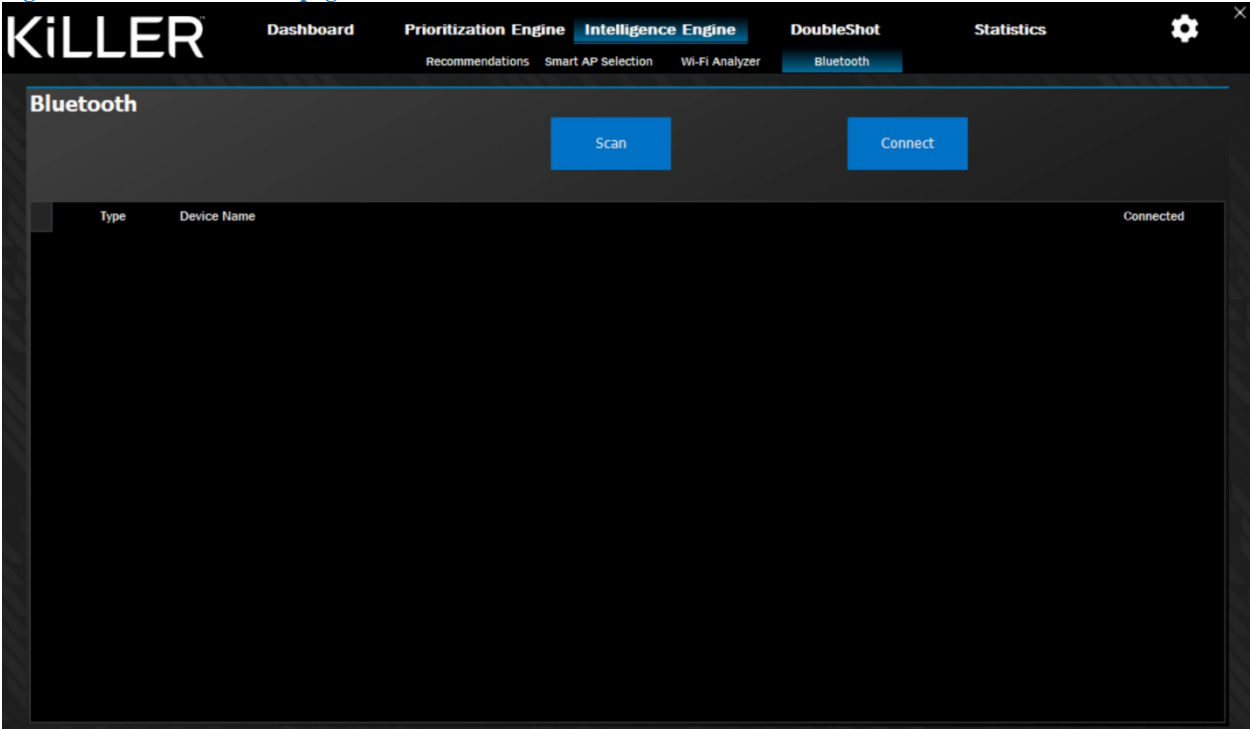 KiLLER
Dashboard Prioritization Engine Intelligence Engine DoubleShot Statistics
Recommendations Smart AP Selection Wi-Fi Analyzer Bluetooth
Bluetooth
Scan Connect
Type Device Name Connected